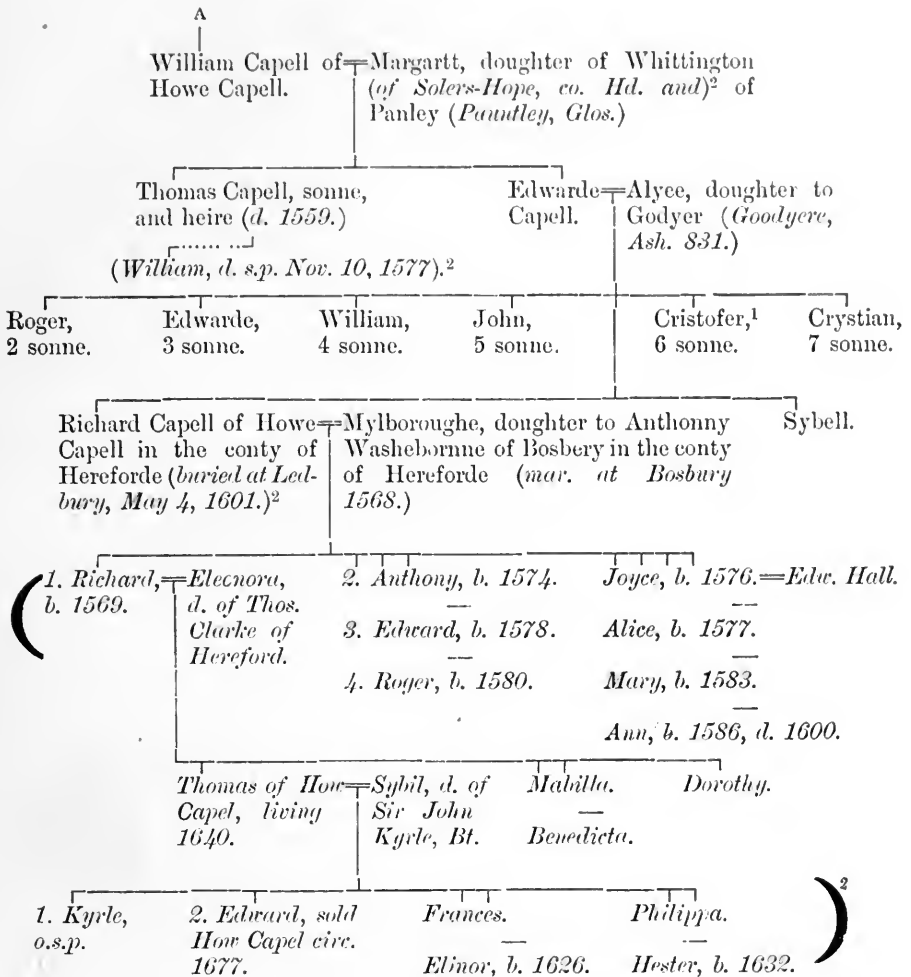 A
William Capell of Margartt, doughter of Whittington
Howe Capell. (of Solers-Hope, co. Hd. and)² of
Panley (Pauntley, Glos.)
Thomas Capell, sonne, Edwarde Alyce, doughter to
and heire (d. 1559.) Capell. Godyer (Goodyere,
Ash. 831.)
(William, d. s.p. Nov. 10, 1577).²
Roger, Edwarde, William, John, Cristofer,¹ Crystian,
2 sonne. 3 sonne. 4 sonne. 5 sonne. 6 sonne. 7 sonne.
Richard Capell of Howe Mylboroughe, doughter to Anthonny Sybell.
Capell in the conty of Washebornne of Bosbery in the conty
Hereforde (buried at Led- of Hereforde (mar. at Bosbury
bury, May 4, 1601.)² 1568.)
(1. Richard, Elecnora, 2. Anthony, b. 1574. Joyce, b. 1576.=Edw. Hall.
b. 1569. d. of Thos.
Clarke of 3. Edward, b. 1578. Alice, b. 1577.
Hereford.
4. Roger, b. 1580. Mary, b. 1583.
Ann, b. 1586, d. 1600.
Thomas of How Sybil, d. of Mabilla. Dorothy.
Capel, living Sir John
1640. Kyrle, Bt. Benedicta.
1. Kyrle, 2. Edward, sold Frances. Philippa. )²
o.s.p. How Capel circ.
1677. Elinor, b. 1626. Hester, b. 1632.